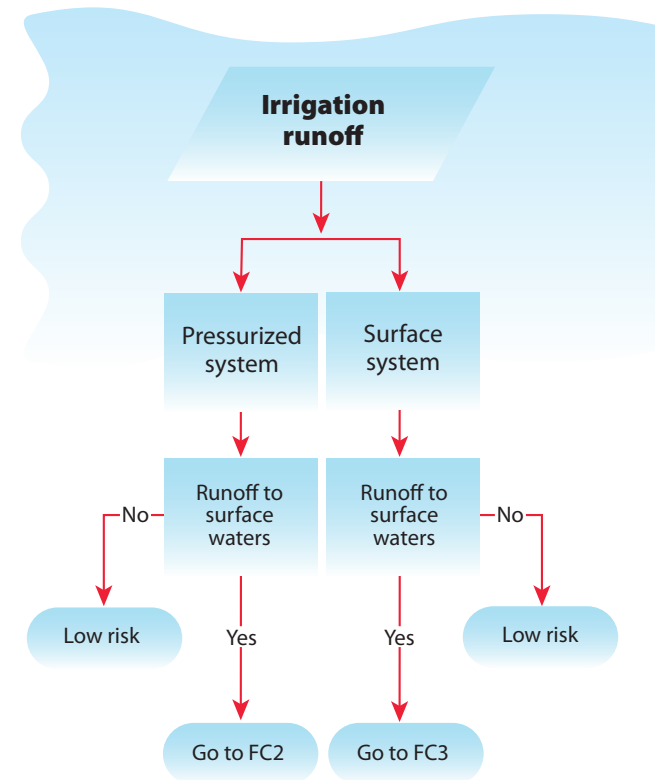 Irrigation
runoff
Pressurized
system
Surface
system
Runoff to
surface
waters
Runoff to
surface
waters
No
No
Low risk
Yes
Yes
Low risk
Go to FC2
Go to FC3